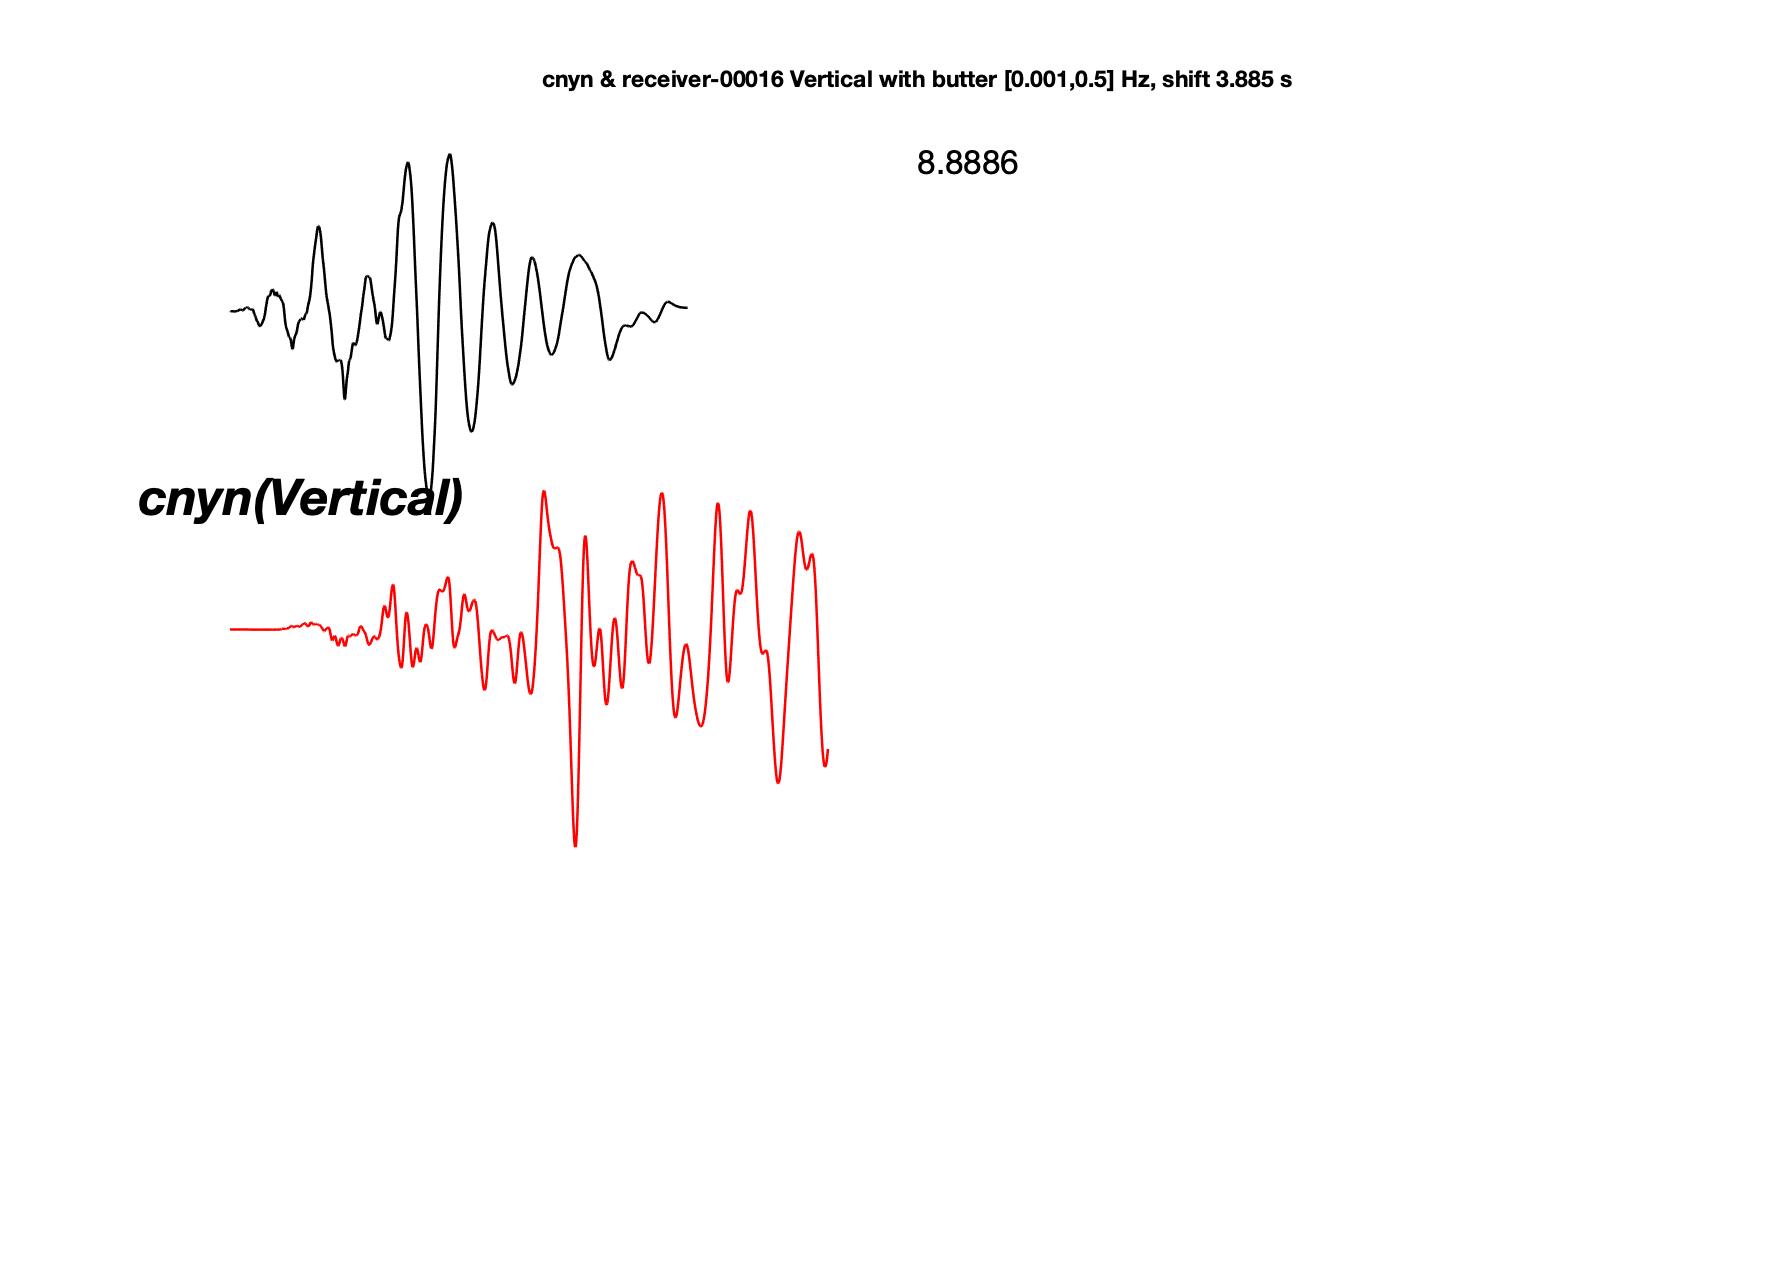 cnyn & receiver-00016 Vertical with butter [0.001,0.5] Hz, shift 3.885 s
8.8886
cnyn(Vertical)